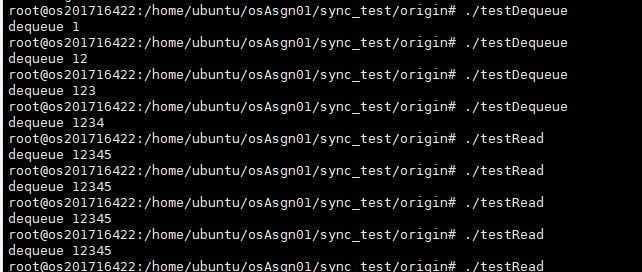 root@os201716422:/home/ubuntu/osAsgn01/sync_test/origin# ./testDequeue
dequeue 1
root@os201716422:/home/ubuntu/osAsgn01/sync_test/origin# ./testDequeue
dequeue 12
root@os201716422:/home/ubuntu/osAsgn01/sync_test/origin# ./testDequeue
dequeue 123
root@os201716422:/home/ubuntu/osAsgn01/sync_test/origin# ./testDequeue
dequeue 1234
root@os201716422:/home/ubuntu/osAsgn01/sync_test/origin# ./testRead
dequeue 12345
root@os201716422:/home/ubuntu/osAsgn01/sync_test/origin# ./testRead
dequeue 12345
root@os201716422:/home/ubuntu/osAsgn01/sync_test/origin# ./testRead
dequeue 12345
root@os201716422:/home/ubuntu/osAsgn01/sync_test/origin# ./testRead
dequeue 12345
root@os201716422:/home/ubuntu/osAsgn01/sync_test/origin# ./testRead